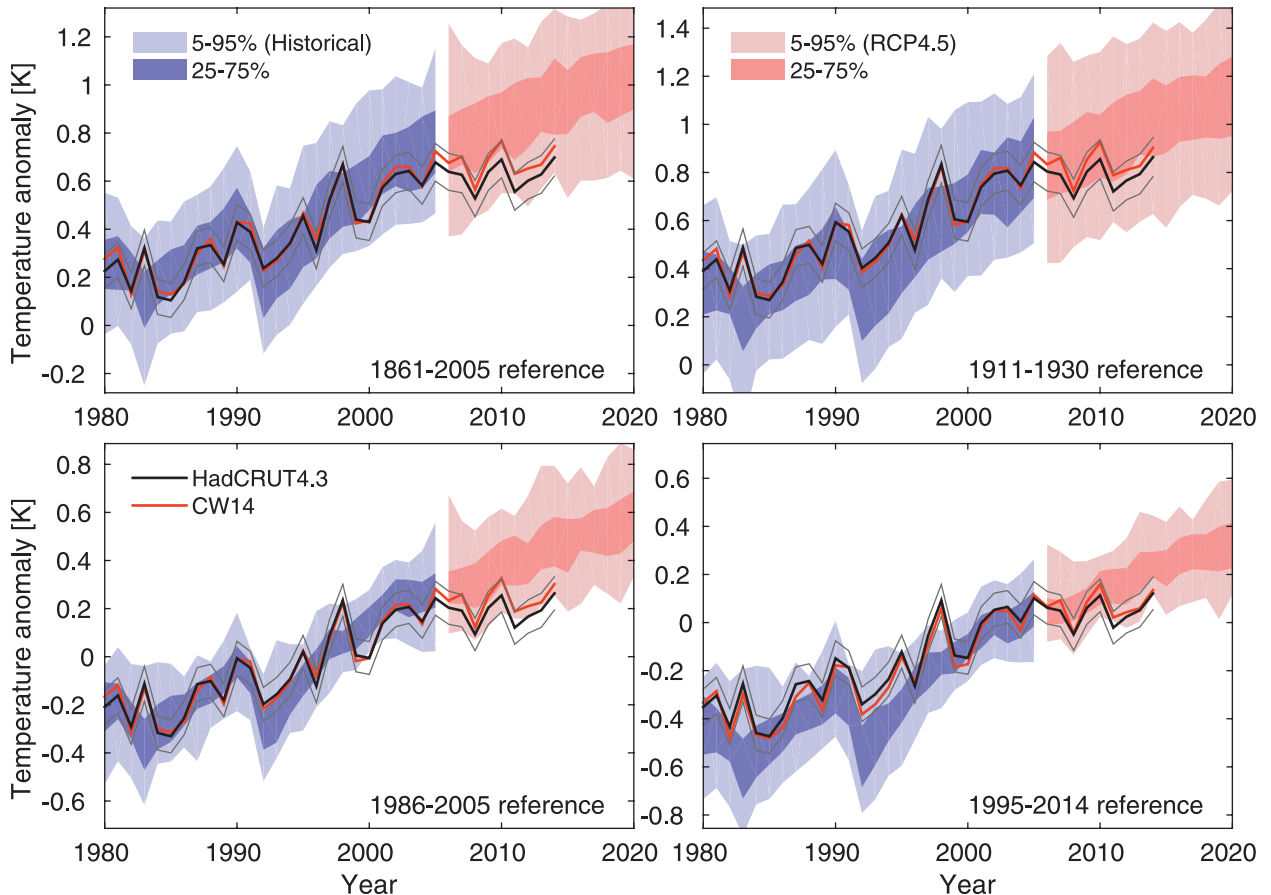 1.2
1
0.8
0.6
0.4
0.2
0
-0.2
Temperature anomaly [K]
5-95% (Historical)
25-75%
1861-2005 reference
1980 1990 2000 2010 2020
1.4
1.2
1
0.8
0.6
0.4
0.2
0
5-95% (RCP4.5)
25-75%
1911-1930 reference
1980 1990 2000 2010 2020
0.8
0.6
0.4
0.2
0
-0.2
-0.4
-0.6
Temperature anomaly [K]
HadCRUT4.3
CW14
1986-2005 reference
1980 1990 2000 2010 2020
Year
0.6
0.4
0.2
0
-0.2
-0.4
-0.6
-0.8
1995-2014 reference
1980 1990 2000 2010 2020
Year